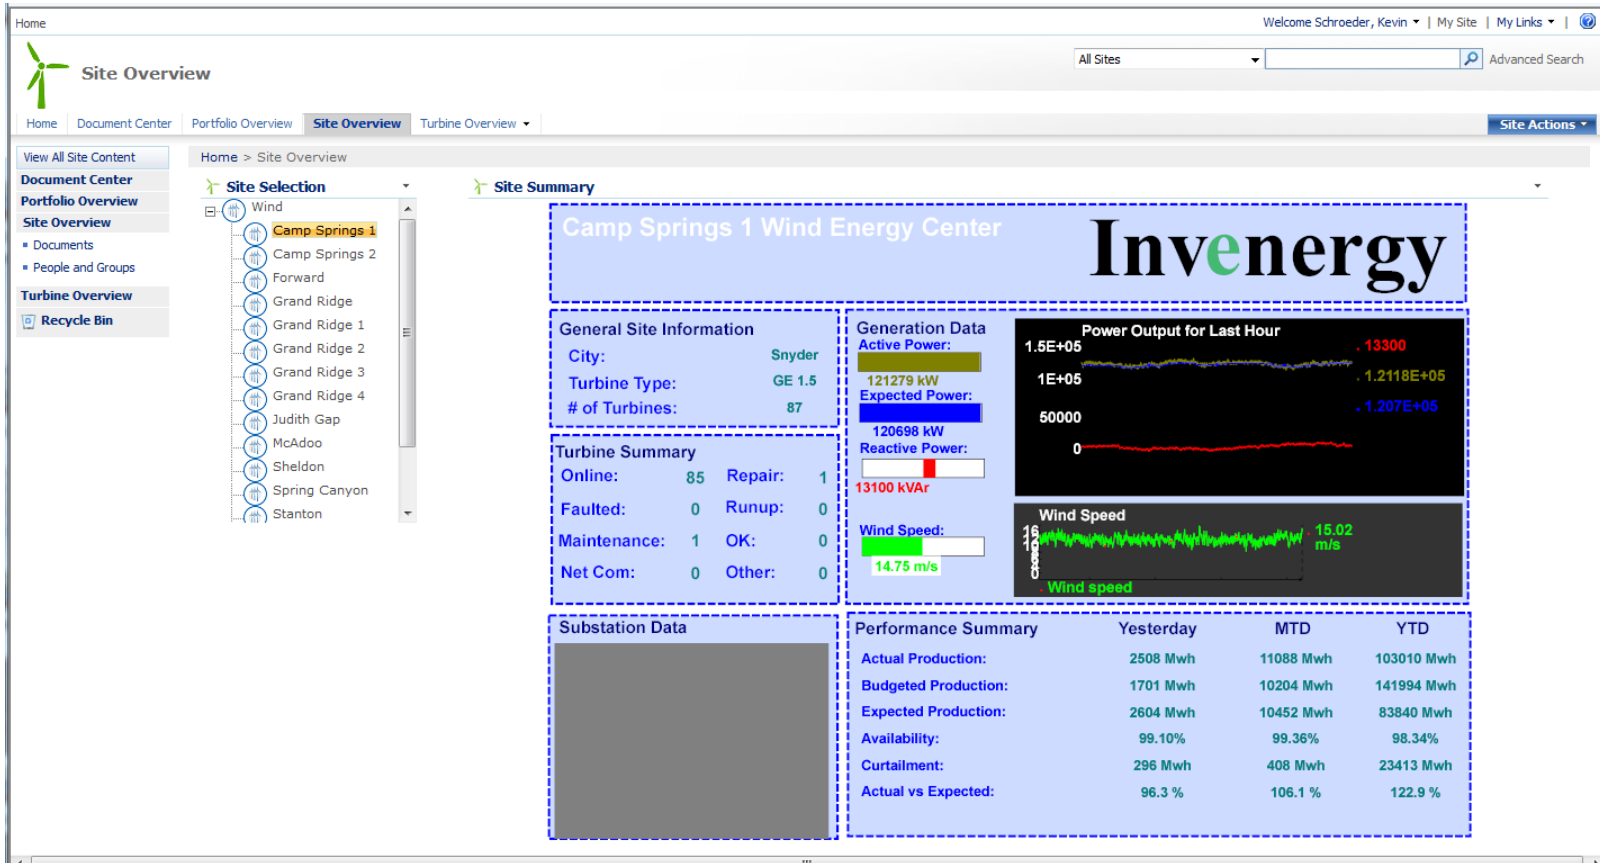 Home
Welcome Schroeder, Kevin | My Site | My Links |
Site Overview
All Sites
Advanced Search
Home Document Center Portfolio Overview Site Overview Turbine Overview
Site Actions
View All Site Content
Document Center
Portfolio Overview
Site Overview
Documents
People and Groups
Turbine Overview
Recycle Bin
Home > Site Overview
Site Selection
Wind
Camp Springs 1
Camp Springs 2
Forward
Grand Ridge
Grand Ridge 1
Grand Ridge 2
Grand Ridge 3
Grand Ridge 4
Judith Gap
McAdoo
Sheldon
Spring Canyon
Stanton
Site Summary
Camp Springs 1 Wind Energy Center
Invenergy
General Site Information
City: Snyder
Turbine Type: GE 1.5
# of Turbines: 87
Turbine Summary
Online: 85 Repair: 1
Faulted: 0 Runup: 0
Maintenance: 1 OK: 0
Net Com: 0 Other: 0
Generation Data
Active Power:
121279 kW
Expected Power:
120698 kW
Reactive Power:
13100 kVAr
Wind Speed:
14.75 m/s
Power Output for Last Hour
1.5E+05
1E+05
50000
0
13300
1.2118E+05
1.207E+05
Wind Speed
16
0
15.02
m/s
Wind speed
Substation Data
Performance Summary Yesterday MTD YTD
Actual Production: 2508 Mwh 11088 Mwh 103010 Mwh
Budgeted Production: 1701 Mwh 10204 Mwh 141994 Mwh
Expected Production: 2604 Mwh 10452 Mwh 83840 Mwh
Availability: 99.10% 99.36% 98.34%
Curtailment: 296 Mwh 408 Mwh 23413 Mwh
Actual vs Expected: 96.3 % 106.1 % 122.9 %